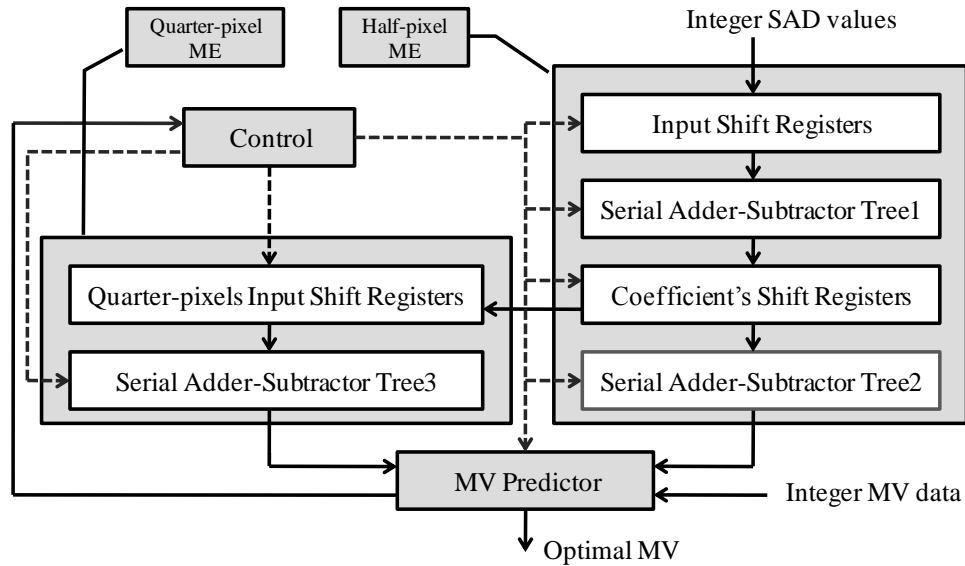 Quarter-pixel
ME
Half-pixel
ME
Integer SAD values
Control
Input Shift Registers
Serial Adder-Subtractor Tree1
Quarter-pixels Input Shift Registers
Coefficient's Shift Registers
Serial Adder-Subtractor Tree3
Serial Adder-Subtractor Tree2
MV Predictor
Integer MV data
Optimal MV